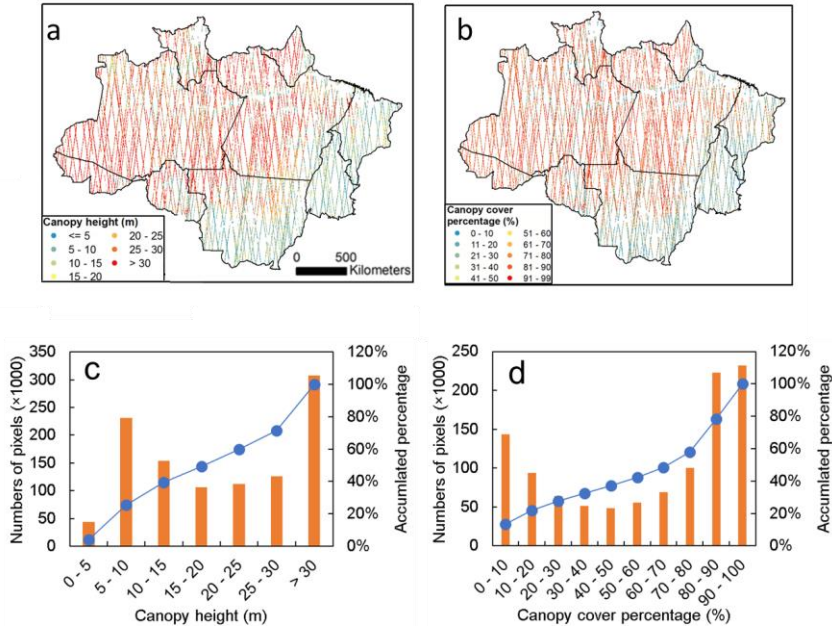 a
Canopy height (m)
<= 5
5 - 10
10 - 15
15 - 20
20 - 25
25 - 30
> 30
0 500
Kilometers
b
Canopy cover
percentage (%)
0 - 10
11 - 20
21 - 30
31 - 40
41 - 50
51 - 60
61 - 70
71 - 80
81 - 90
91 - 99
c
Numbers of pixels (×1000)
350
300
250
200
150
100
50
0
120%
100%
80%
60%
40%
20%
0%
Accumlated percentage
0 - 5
5 - 10
10 - 15
15 - 20
20 - 25
25 - 30
> 30
Canopy height (m)
d
Numbers of pixels (×1000)
250
200
150
100
50
0
120%
100%
80%
60%
40%
20%
0%
Accumlated percentage
0 - 10
10 - 20
20 - 30
30 - 40
40 - 50
50 - 60
60 - 70
70 - 80
80 - 90
90 - 100
Canopy cover percentage (%)